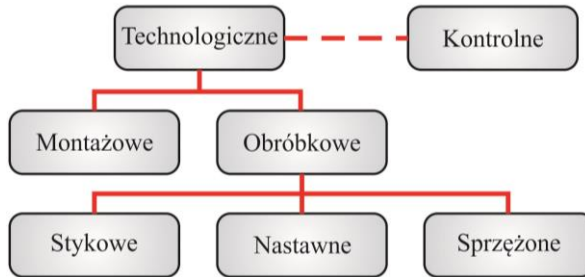 Technologiczne
Kontrolne
Montażowe
Obróbkowe
Stykowe
Nastawne
Sprzężone